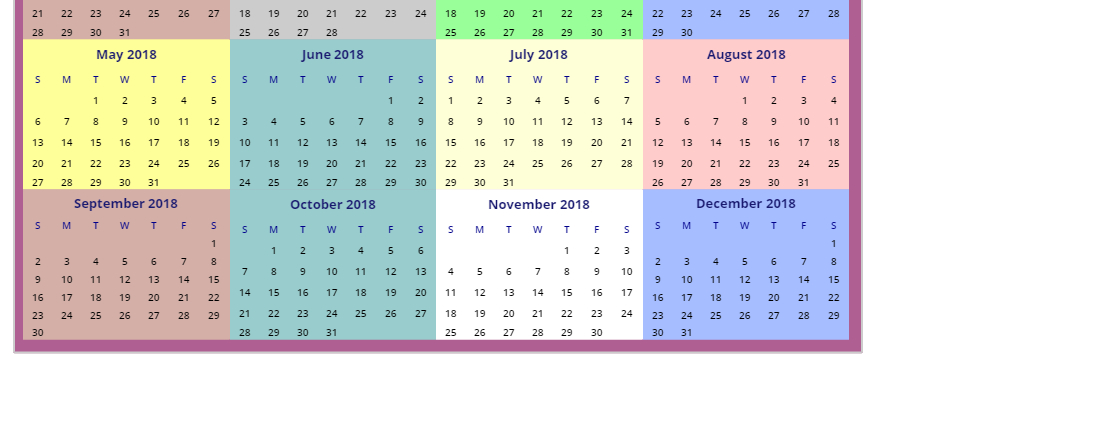 21 22 23 24 25 26 27
28 29 30 31
18 19 20 21 22 23 24
25 26 27 28
18 19 20 21 22 23 24
25 26 27 28 29 30 31
22 23 24 25 26 27 28
29 30
May 2018
S M T W T F S
1 2 3 4 5
6 7 8 9 10 11 12
13 14 15 16 17 18 19
20 21 22 23 24 25 26
27 28 29 30 31
June 2018
S M T W T F S
1 2
3 4 5 6 7 8 9
10 11 12 13 14 15 16
17 18 19 20 21 22 23
24 25 26 27 28 29 30
July 2018
S M T W T F S
1 2 3 4 5 6 7
8 9 10 11 12 13 14
15 16 17 18 19 20 21
22 23 24 25 26 27 28
29 30 31
August 2018
S M T W T F S
1 2 3 4
5 6 7 8 9 10 11
12 13 14 15 16 17 18
19 20 21 22 23 24 25
26 27 28 29 30 31
September 2018
S M T W T F S
1
2 3 4 5 6 7 8
9 10 11 12 13 14 15
16 17 18 19 20 21 22
23 24 25 26 27 28 29
30
October 2018
S M T W T F S
1 2 3 4 5 6
7 8 9 10 11 12 13
14 15 16 17 18 19 20
21 22 23 24 25 26 27
28 29 30 31
November 2018
S M T W T F S
1 2 3
4 5 6 7 8 9 10
11 12 13 14 15 16 17
18 19 20 21 22 23 24
25 26 27 28 29 30
December 2018
S M T W T F S
1
2 3 4 5 6 7 8
9 10 11 12 13 14 15
16 17 18 19 20 21 22
23 24 25 26 27 28 29
30 31